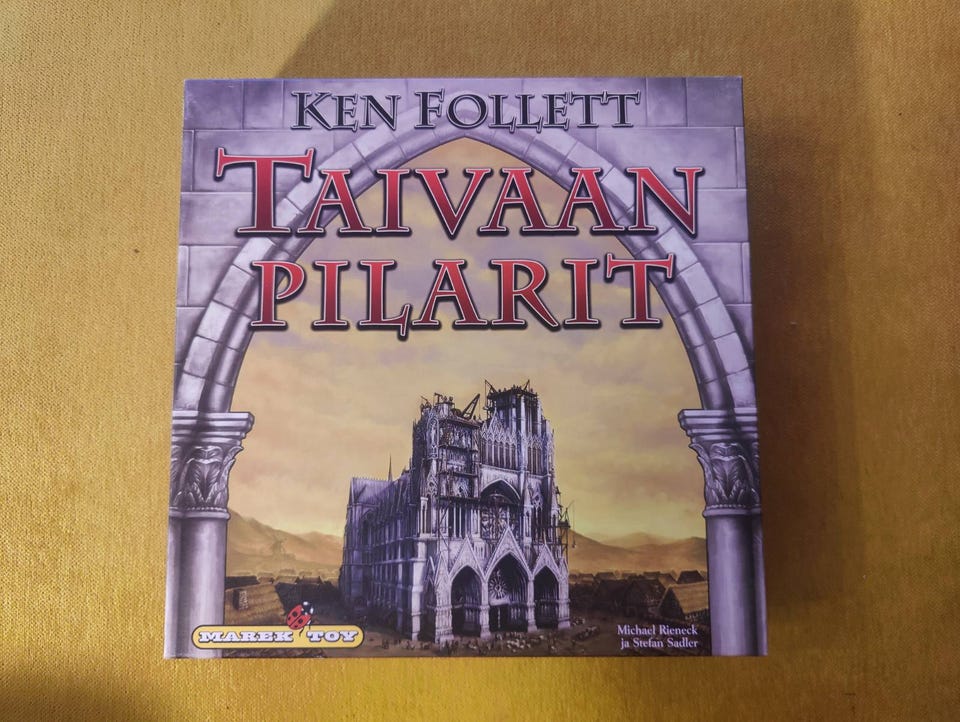 KEN FOLLETT
TAIVAAN
PILARIT
MAREK TOY
Michael Rieneck
ja Stefan Sadler